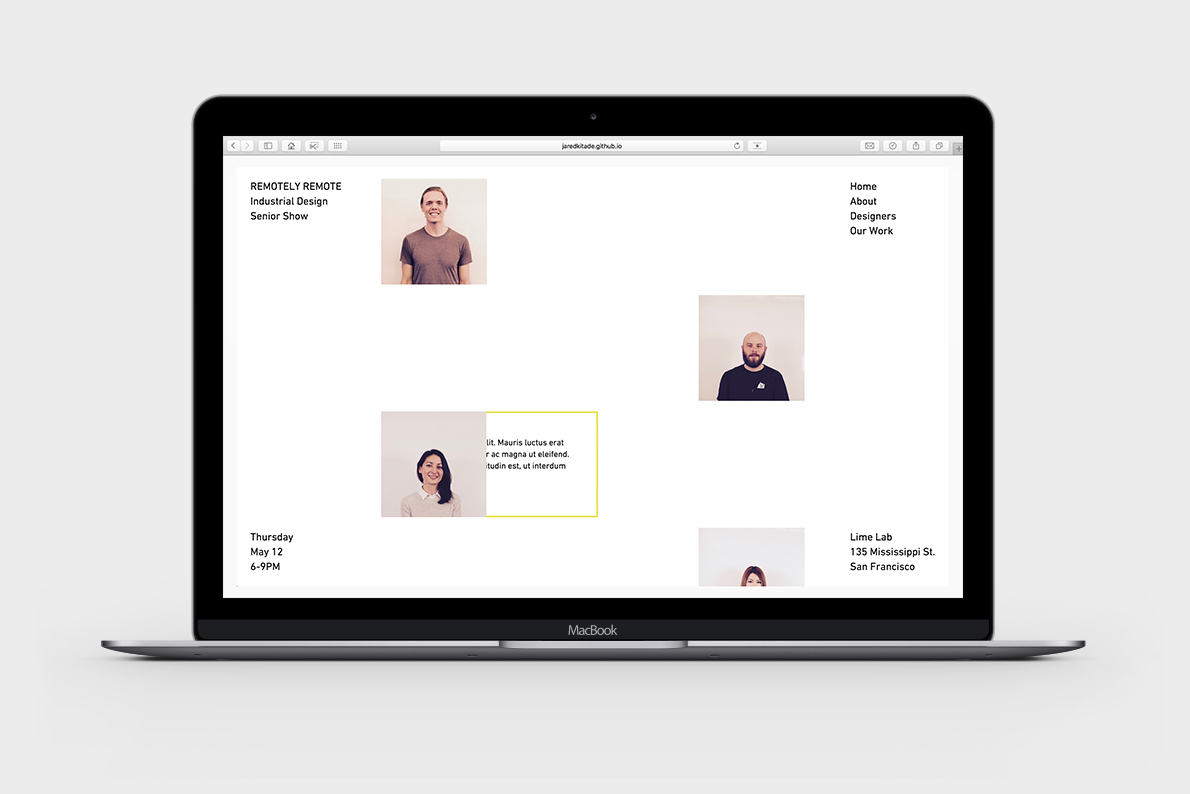 jaredkitade.github.io
REMOTELY REMOTE
Industrial Design
Senior Show
Home
About
Designers
Our Work
lit. Mauris luctus erat
r ac magna ut eleifend.
itudin est, ut interdum
Thursday
May 12
6-9PM
Lime Lab
135 Mississippi St.
San Francisco
MacBook